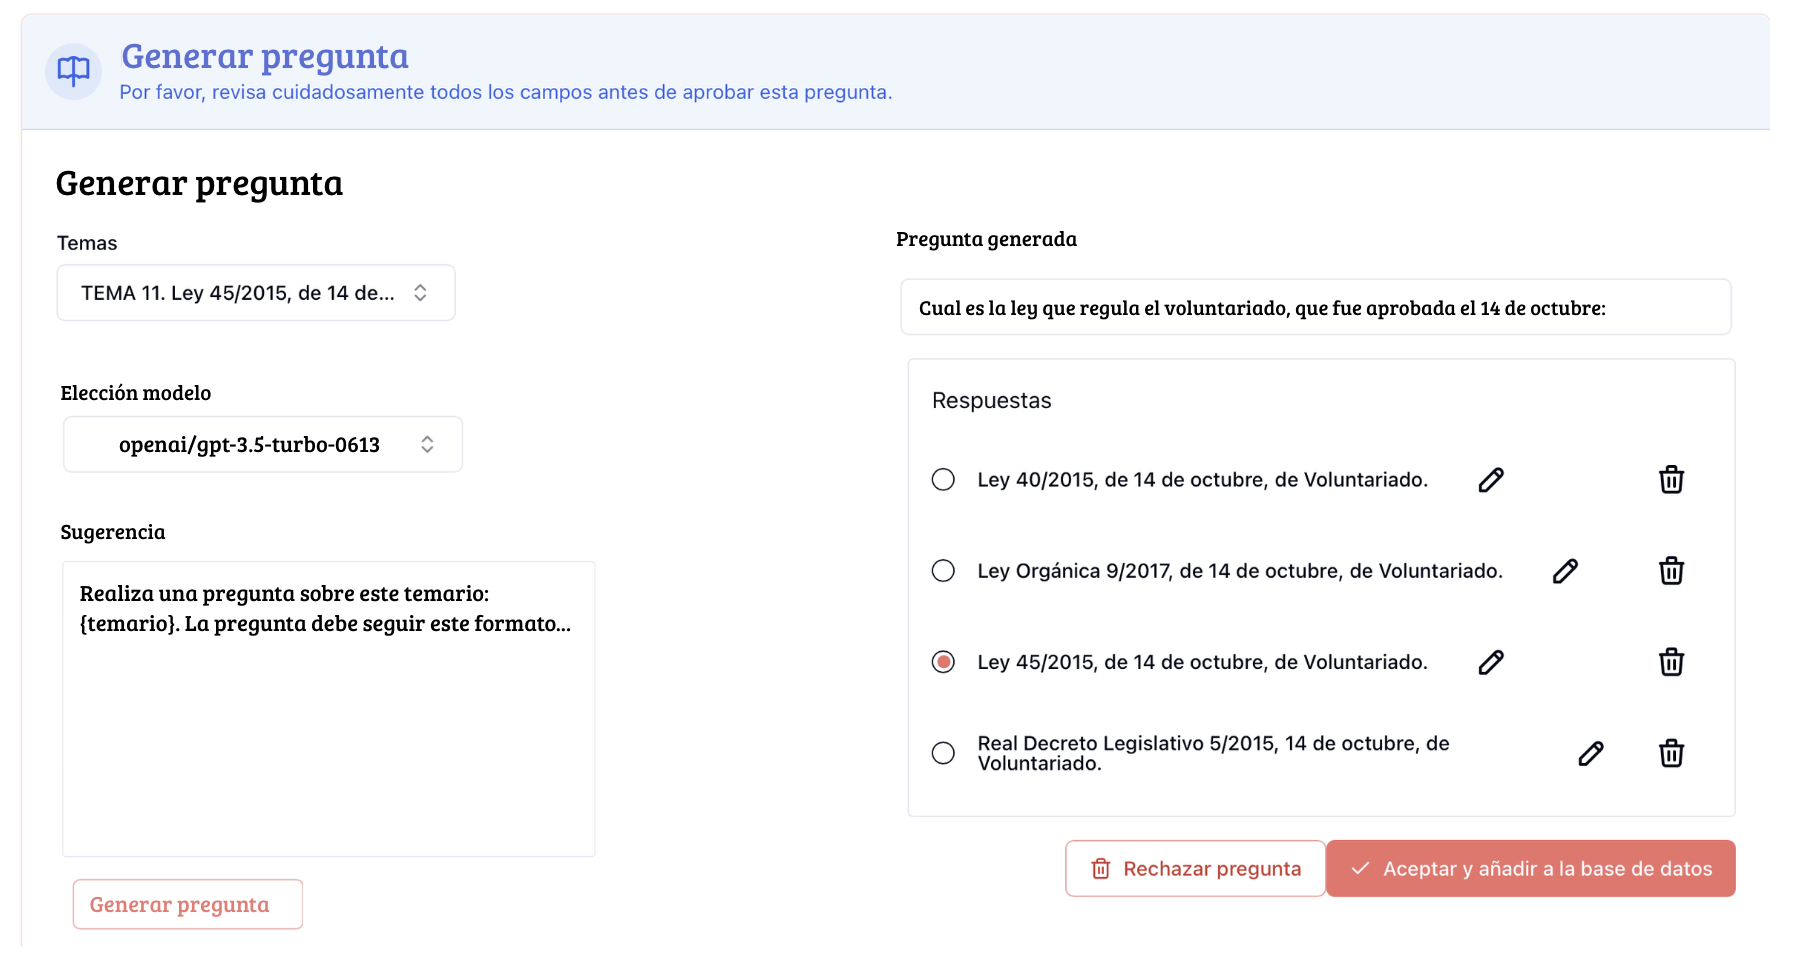 Generar pregunta
Por favor, revisa cuidadosamente todos los campos antes de aprobar esta pregunta.
Generar pregunta
Temas
TEMA 11. Ley 45/2015, de 14 de...
Elección modelo
openai/gpt-3.5-turbo-0613
Sugerencia
Realiza una pregunta sobre este temario:
{temario}. La pregunta debe seguir este formato...
Generar pregunta
Pregunta generada
Cual es la ley que regula el voluntariado, que fue aprobada el 14 de octubre:
Respuestas
Ley 40/2015, de 14 de octubre, de Voluntariado.
Ley Orgánica 9/2017, de 14 de octubre, de Voluntariado.
Ley 45/2015, de 14 de octubre, de Voluntariado.
Real Decreto Legislativo 5/2015, 14 de octubre, de
Voluntariado.
Rechazar pregunta
Aceptar y añadir a la base de datos